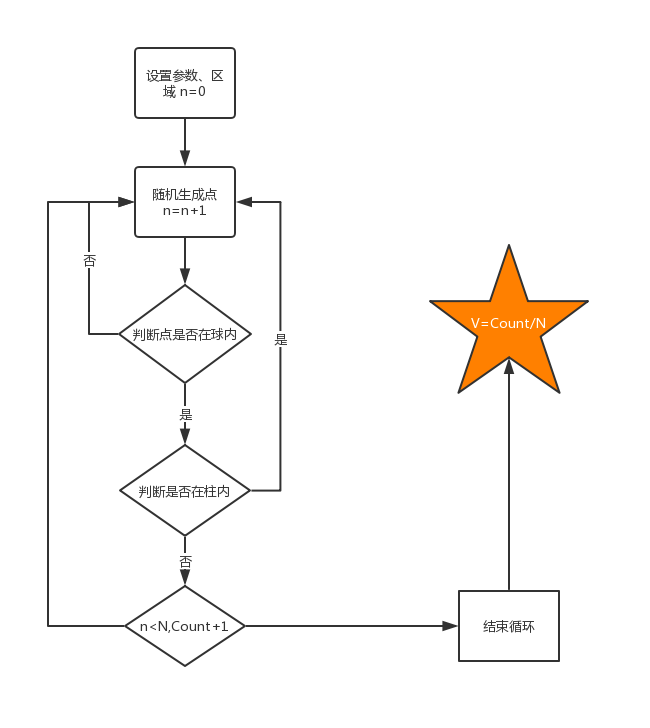 设置参数、区
域 n=0
随机生成点
n=n+1
否
判断点是否在球内
是
V=Count/N
是
判断是否在柱内
否
n<N,Count+1
结束循环